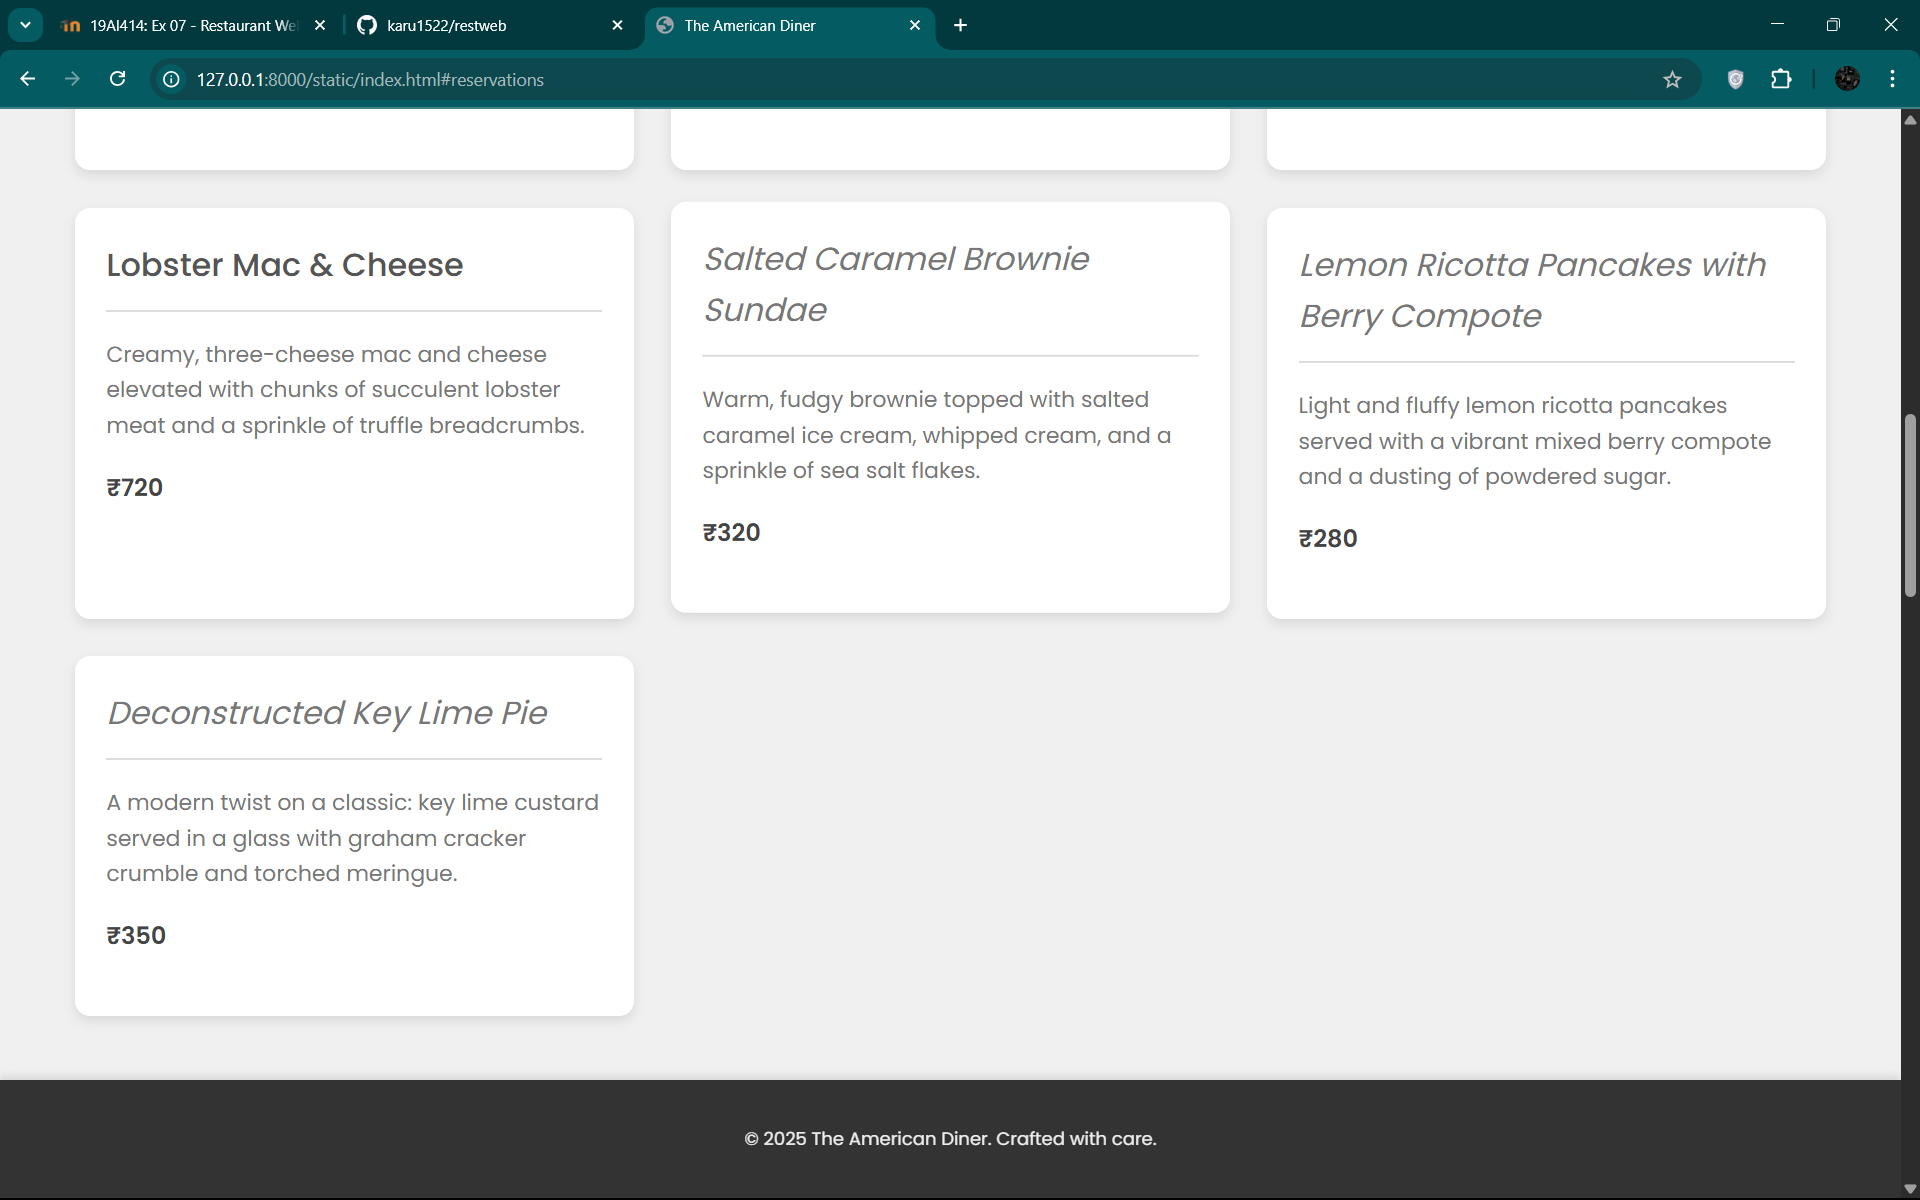 19AI414: Ex 07 - Restaurant We
karu1522/restweb
The American Diner
127.0.0.1:8000/static/index.html#reservations
Lobster Mac & Cheese
Creamy, three-cheese mac and cheese
elevated with chunks of succulent lobster
meat and a sprinkle of truffle breadcrumbs.
₹720
Salted Caramel Brownie
Sundae
Warm, fudgy brownie topped with salted
caramel ice cream, whipped cream, and a
sprinkle of sea salt flakes.
₹320
Lemon Ricotta Pancakes with
Berry Compote
Light and fluffy lemon ricotta pancakes
served with a vibrant mixed berry compote
and a dusting of powdered sugar.
₹280
Deconstructed Key Lime Pie
A modern twist on a classic: key lime custard
served in a glass with graham cracker
crumble and torched meringue.
₹350
© 2025 The American Diner. Crafted with care.